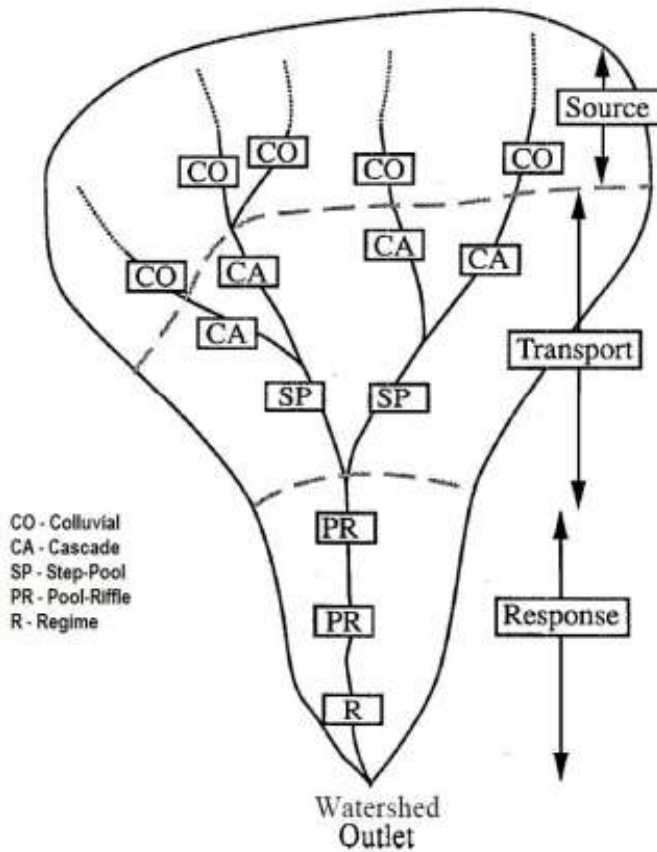 Source
CO
CO
CO
CO
CO
CA
CA
CA
CA
Transport
SP
SP
CO - Colluvial
CA - Cascade
SP - Step-Pool
PR - Pool-Riffle
R - Regime
PR
PR
Response
R
Watershed
Outlet